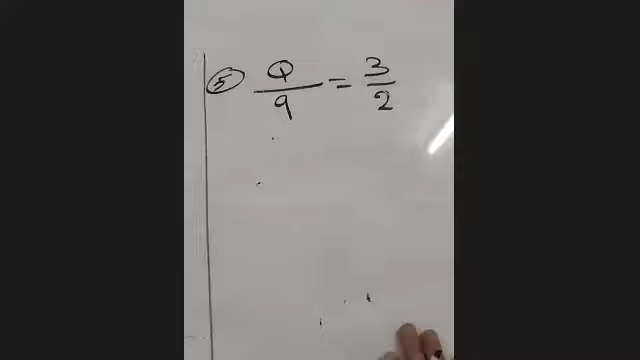 ⑤ Q/9 = 3/2